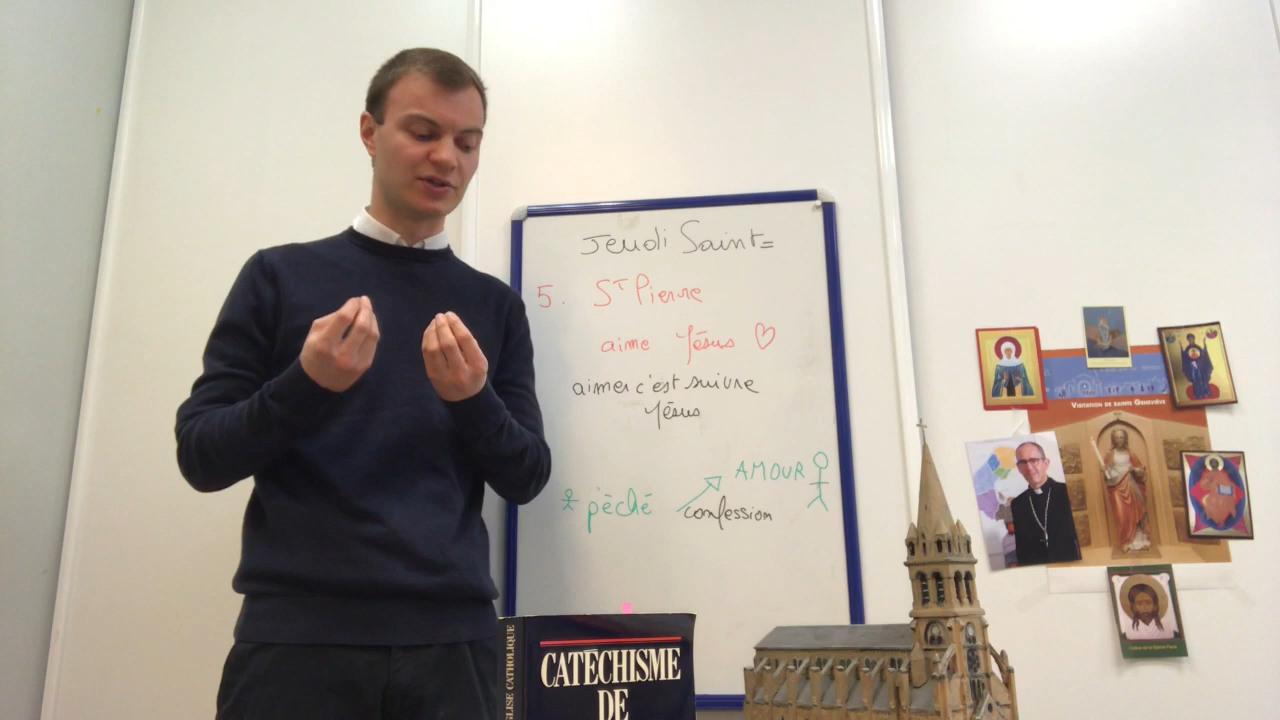 Jeudi Saint =
5. St Pierre
aime Jésus ♡
aimer c'est suivre
Jésus
AMOUR
péché
confession
ÉGLISE CATHOLIQUE
CATÉCHISME
DE
VISITATION DE SAINTE GENEVIÈVE